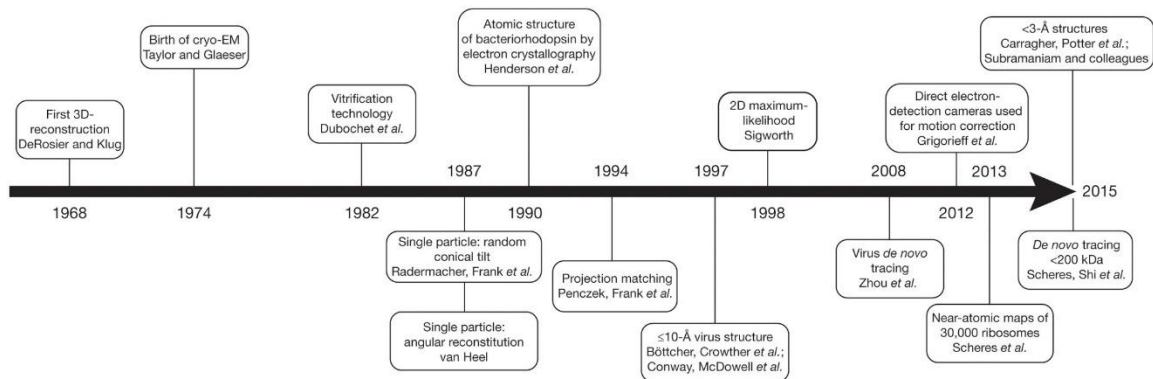 First 3D-
reconstruction
DeRosier and Klug
1968
Birth of cryo-EM
Taylor and Glaeser
1974
Vitrification
technology
Dubochet et al.
1982
1987
Single particle: random
conical tilt
Radermacher, Frank et al.
Single particle:
angular reconstitution
van Heel
Atomic structure
of bacteriorhodopsin by
electron crystallography
Henderson et al.
1990
1994
Projection matching
Penczek, Frank et al.
1997
≤10-Å virus structure
Böttcher, Crowther et al.;
Conway, McDowell et al.
2D maximum-
likelihood
Sigworth
1998
2008
Virus de novo
tracing
Zhou et al.
Direct electron-
detection cameras used
for motion correction
Grigorieff et al.
2012
2013
Near-atomic maps of
30,000 ribosomes
Scheres et al.
<3-Å structures
Carragher, Potter et al.;
Subramaniam and colleagues
2015
De novo tracing
<200 kDa
Scheres, Shi et al.